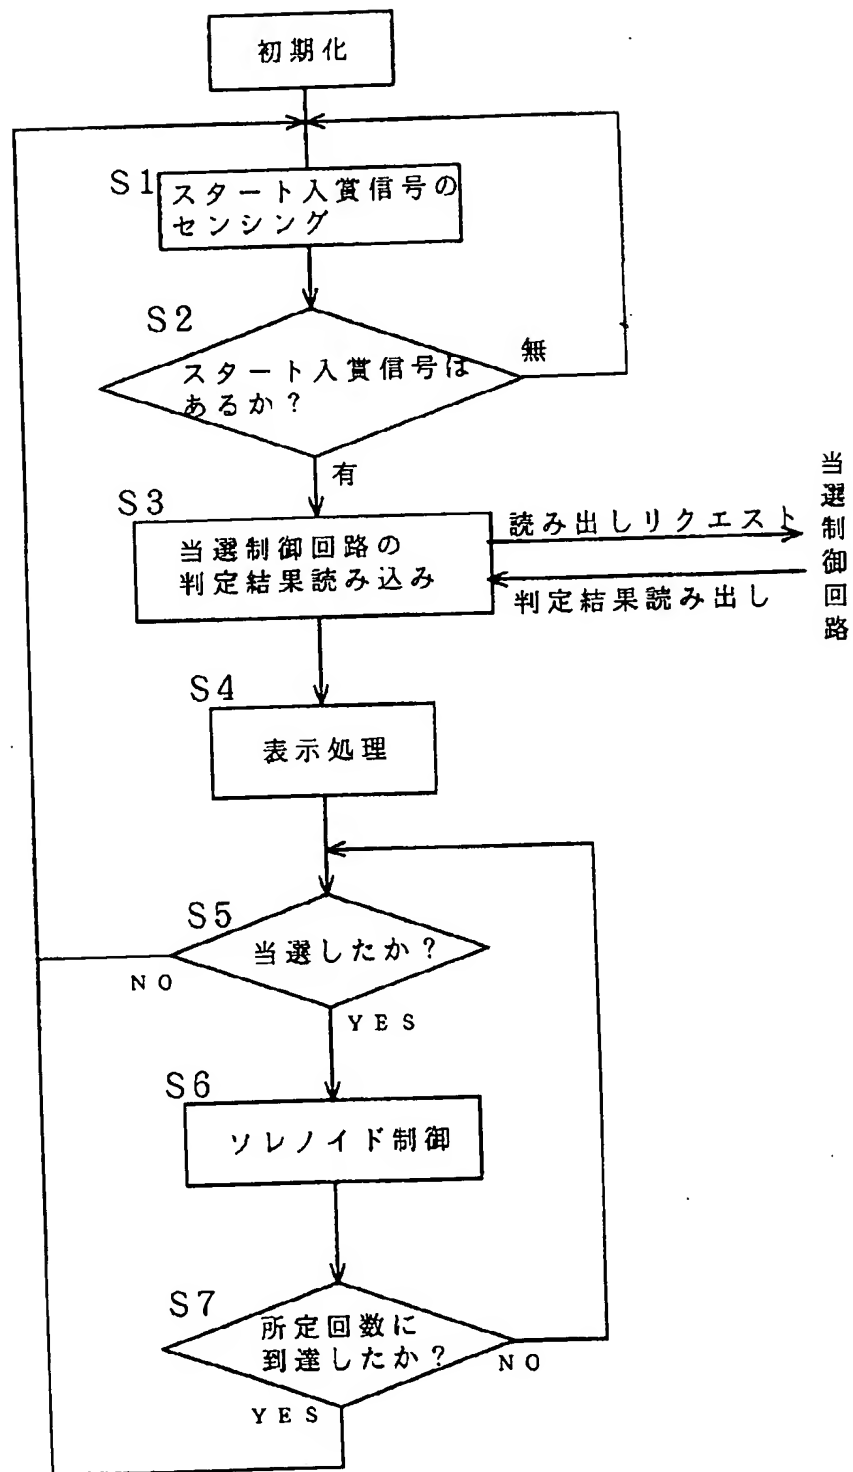 初期化
S1
スタート入賞信号の
センシング
S2
スタート入賞信号は
あるか?
無
有
S3
当選制御回路の
判定結果読み込み
読み出しリクエスト
判定結果読み出し
当選制御回路
S4
表示処理
S5
当選したか?
NO
YES
S6
ソレノイド制御
S7
所定回数に
到達したか?
NO
YES